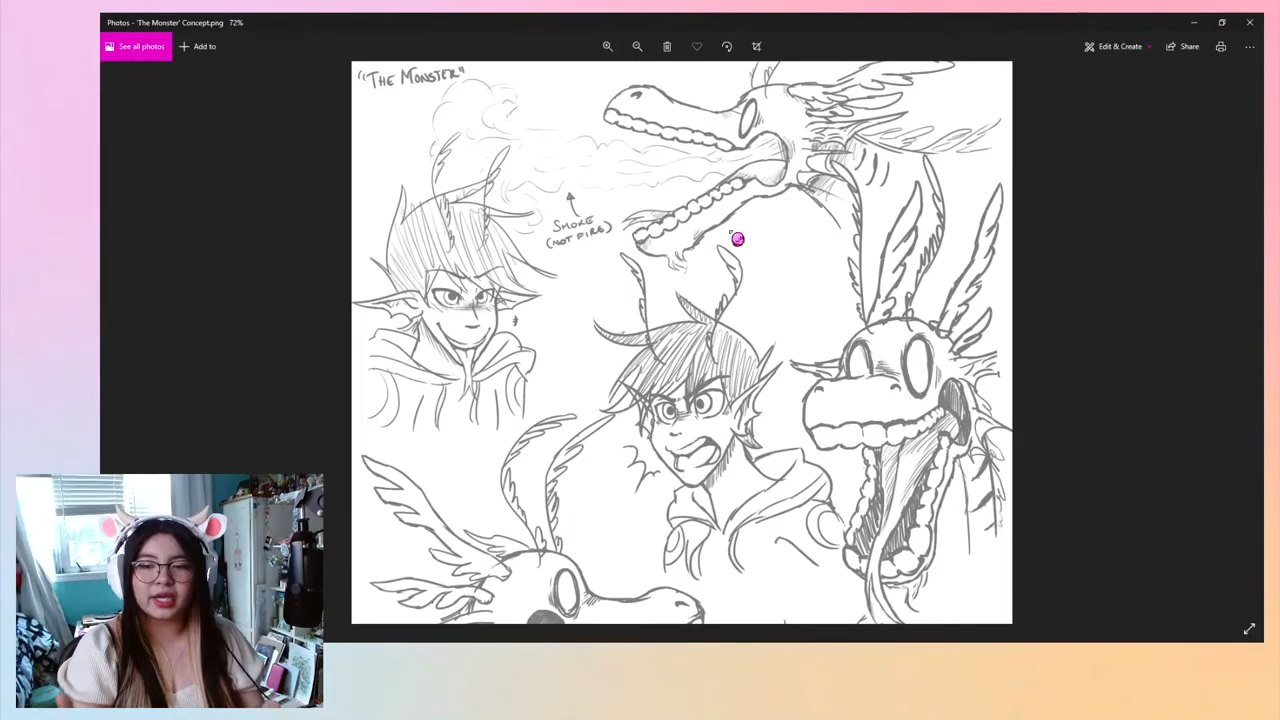 Photos - 'The Monster' Concept.png 72%
See all photos
Add to
Edit & Create
Share
"THE MONSTER"
SMOKE
(NOT FIRE)